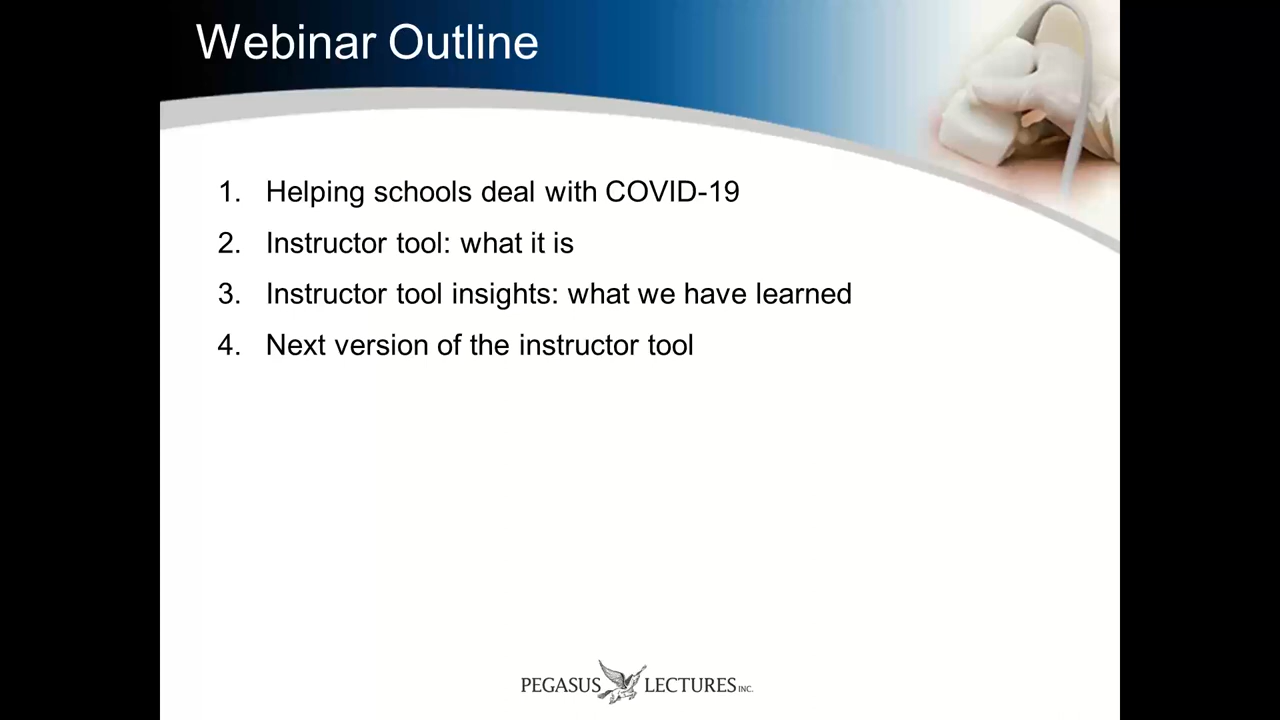 Webinar Outline
1. Helping schools deal with COVID-19
2. Instructor tool: what it is
3. Instructor tool insights: what we have learned
4. Next version of the instructor tool
PEGASUS LECTURES INC.